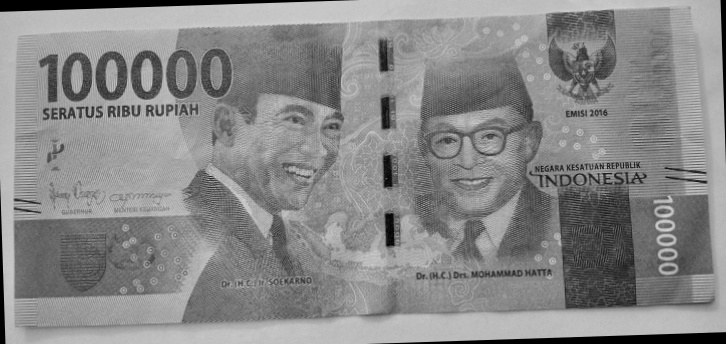 100000
SERATUS RIBU RUPIAH
EMISI 2016
NEGARA KESATUAN REPUBLIK
INDONESIA
GUBERNUR
MENTERI KEUANGAN
100000
Dr. (H.C.) Ir. SOEKARNO
Dr. (H.C.) Drs. MOHAMMAD HATTA